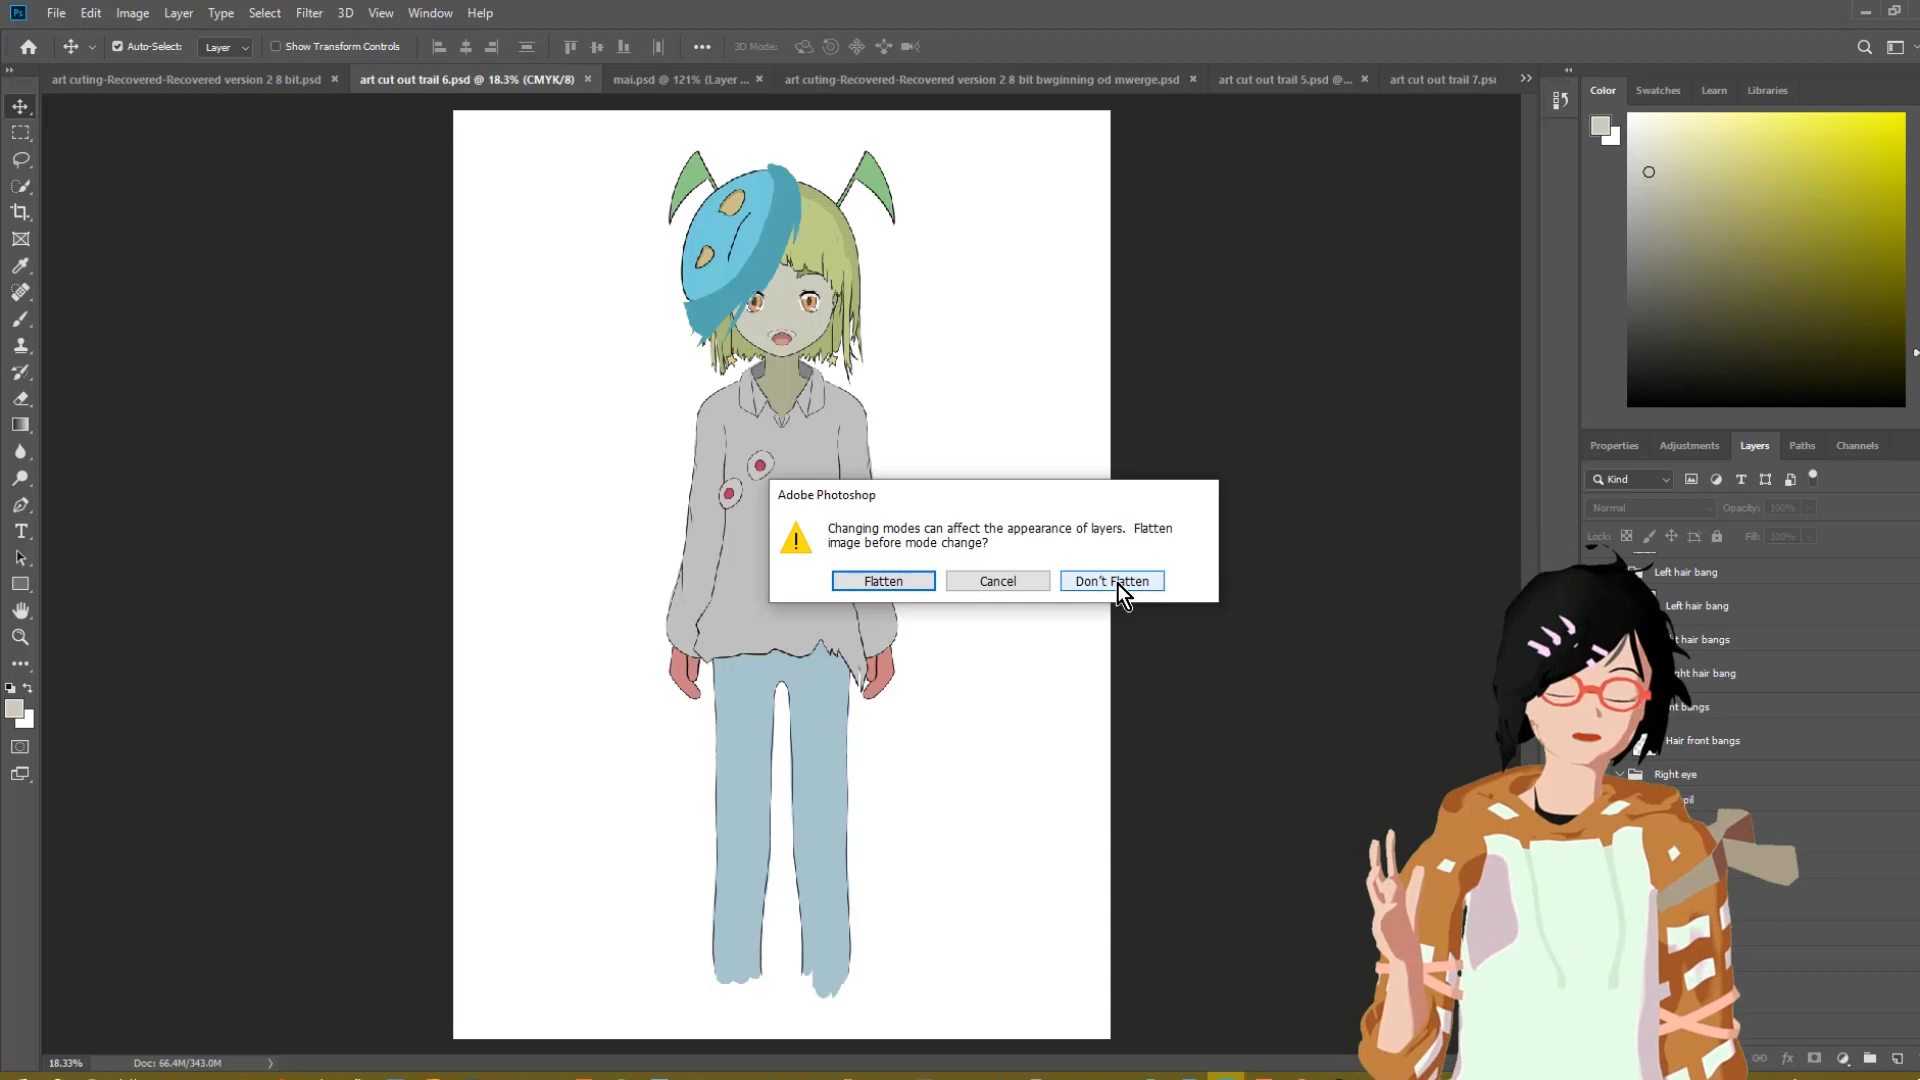 Ps File Edit Image Layer Type Select Filter 3D View Window Help
Auto-Select: Layer Show Transform Controls 3D Mode:
art cuting-Recovered-Recovered version 2 8 bit.psd art cut out trail 6.psd @ 18.3% (CMYK/8) mai.psd @ 121% (Layer ... art cuting-Recovered-Recovered version 2 8 bit bwginning od mwerge.psd art cut out trail 5.psd @... art cut out trail 7.psd
Color Swatches Learn Libraries
Properties Adjustments Layers Paths Channels
Kind
Normal Opacity: 100%
Lock: Fill: 100%
Adobe Photoshop
Changing modes can affect the appearance of layers. Flatten
image before mode change?
Flatten Cancel Don't Flatten
Left hair bang
Left hair bang
hair bangs
hair bang
bangs
Hair front bangs
Right eye
18.33% Doc: 66.4M/343.0M